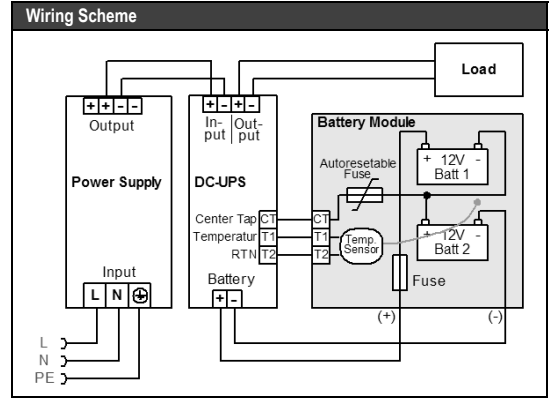 Wiring Scheme
Load
+ + - -
Output
+ - + -
In- Out-
put put
Power Supply
DC-UPS
Battery Module
Autoresetable
Fuse
+ 12V -
Batt 1
Center Tap CT
CT
Temperatur T1
T1
RTN T2
T2
Temp.
Sensor
+ 12V -
Batt 2
Input
L N
Battery
+ -
Fuse
(+)
(-)
L
N
PE